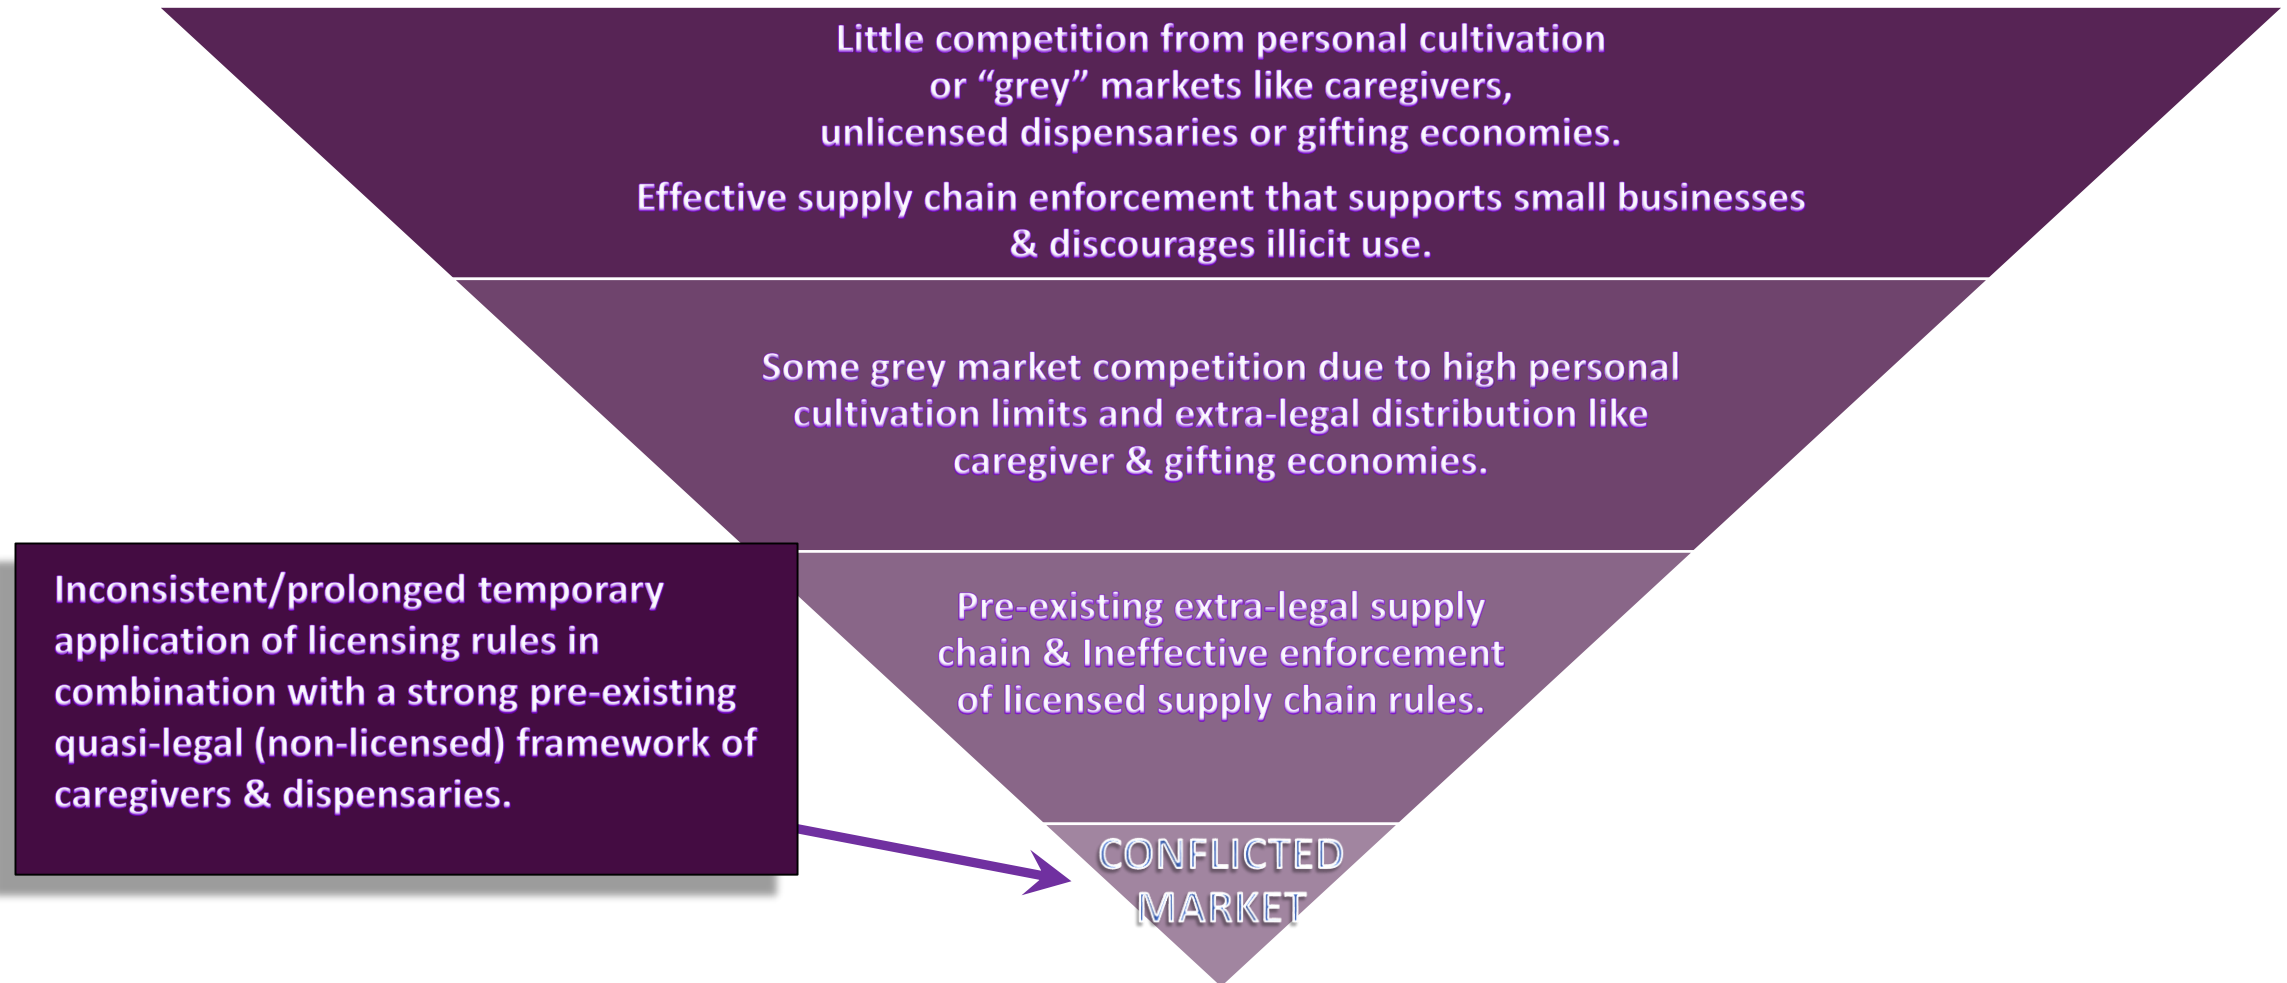 Little competition from personal cultivation
or “grey” markets like caregivers,
unlicensed dispensaries or gifting economies.
Effective supply chain enforcement that supports small businesses
& discourages illicit use.
Some grey market competition due to high personal
cultivation limits and extra-legal distribution like
caregiver & gifting economies.
Inconsistent/prolonged temporary
application of licensing rules in
combination with a strong pre-existing
quasi-legal (non-licensed) framework of
caregivers & dispensaries.
Pre-existing extra-legal supply
chain & Ineffective enforcement
of licensed supply chain rules.
CONFLICTED
MARKET